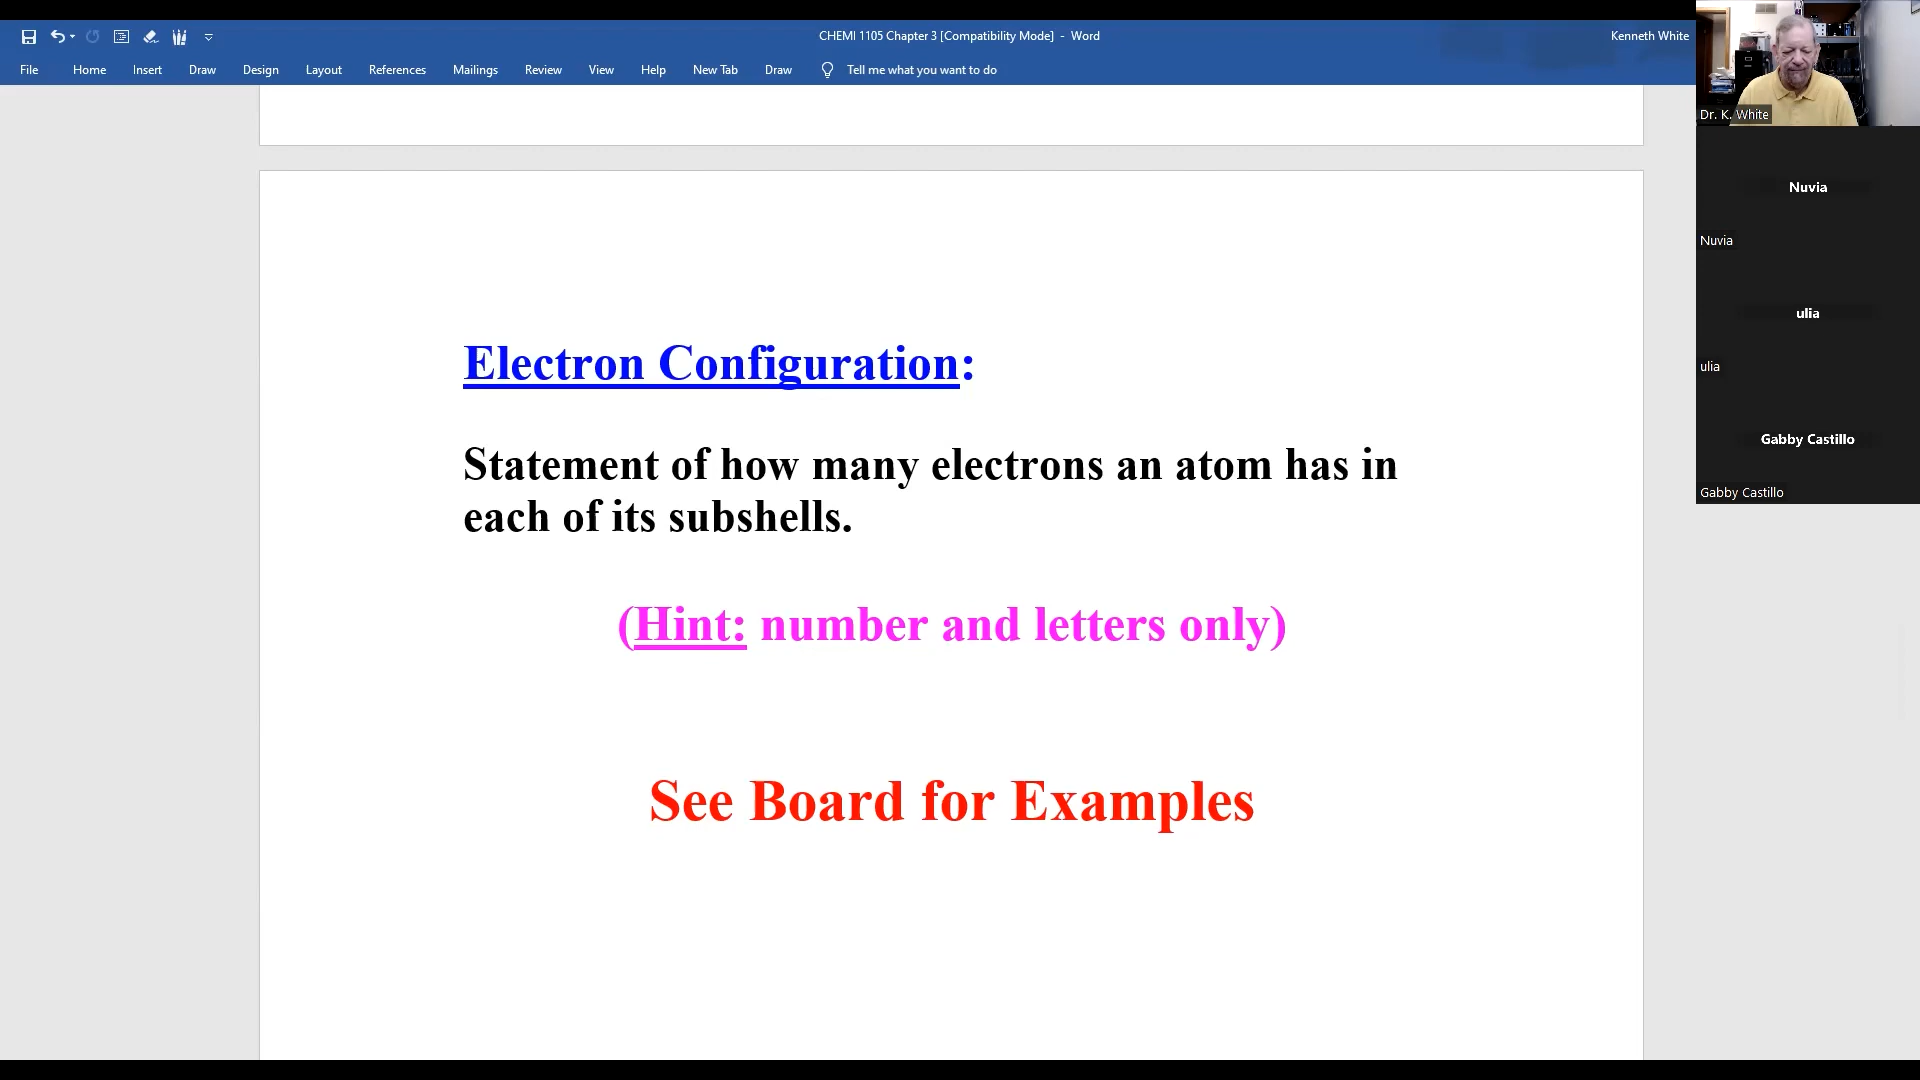 CHEMI 1105 Chapter 3 [Compatibility Mode] - Word
Kenneth White
File Home Insert Draw Design Layout References Mailings Review View Help New Tab Draw Tell me what you want to do
Dr. K. White
Nuvia
Nuvia
ulia
ulia
Gabby Castillo
Gabby Castillo
Electron Configuration:
Statement of how many electrons an atom has in
each of its subshells.
(Hint: number and letters only)
See Board for Examples